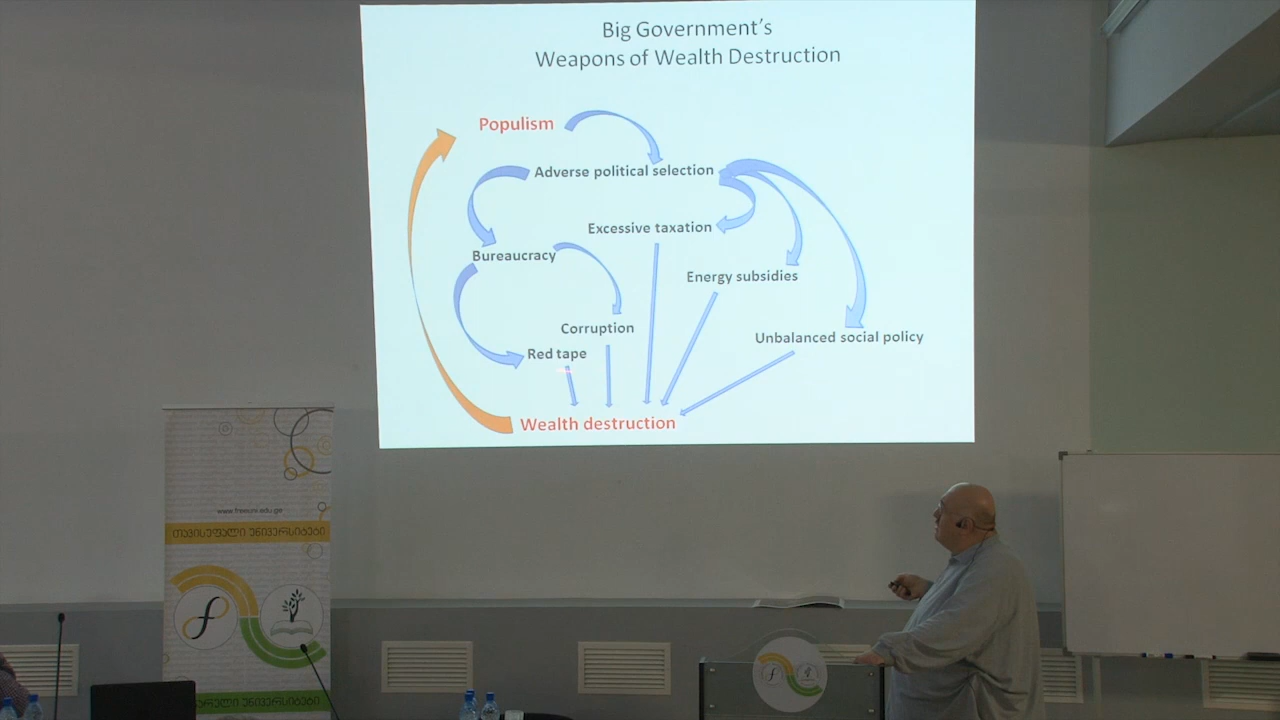 Big Government's
Weapons of Wealth Destruction
Populism
Adverse political selection
Excessive taxation
Bureaucracy
Energy subsidies
Corruption
Unbalanced social policy
Red tape
Wealth destruction
www.freeuni.edu.ge
თავისუფალი უნივერსიტეტი
უნივერსიტეტი